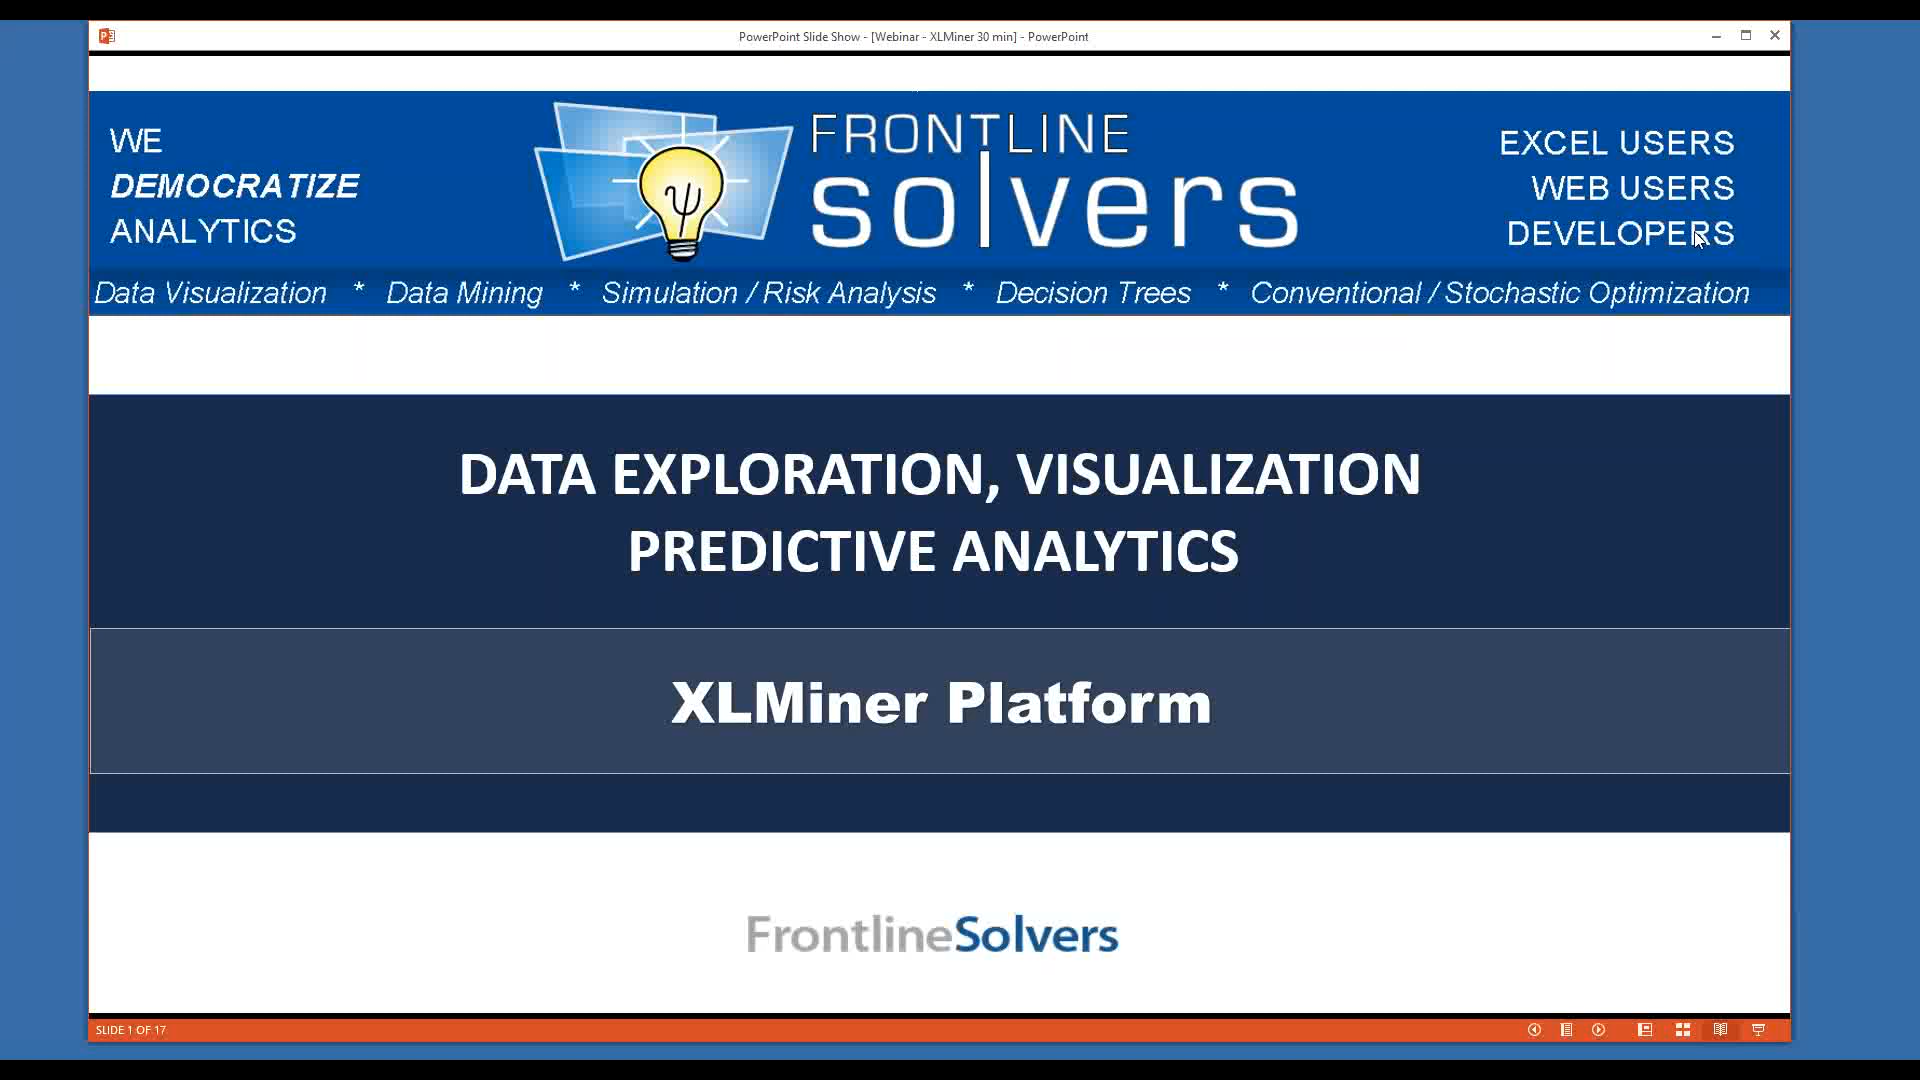 PowerPoint Slide Show - [Webinar - XLMiner 30 min] - PowerPoint
WE
DEMOCRATIZE
ANALYTICS
FRONTLINE
solvers
EXCEL USERS
WEB USERS
DEVELOPERS
Data Visualization * Data Mining * Simulation / Risk Analysis * Decision Trees * Conventional / Stochastic Optimization
DATA EXPLORATION, VISUALIZATION
PREDICTIVE ANALYTICS
XLMiner Platform
FrontlineSolvers
SLIDE 1 OF 17